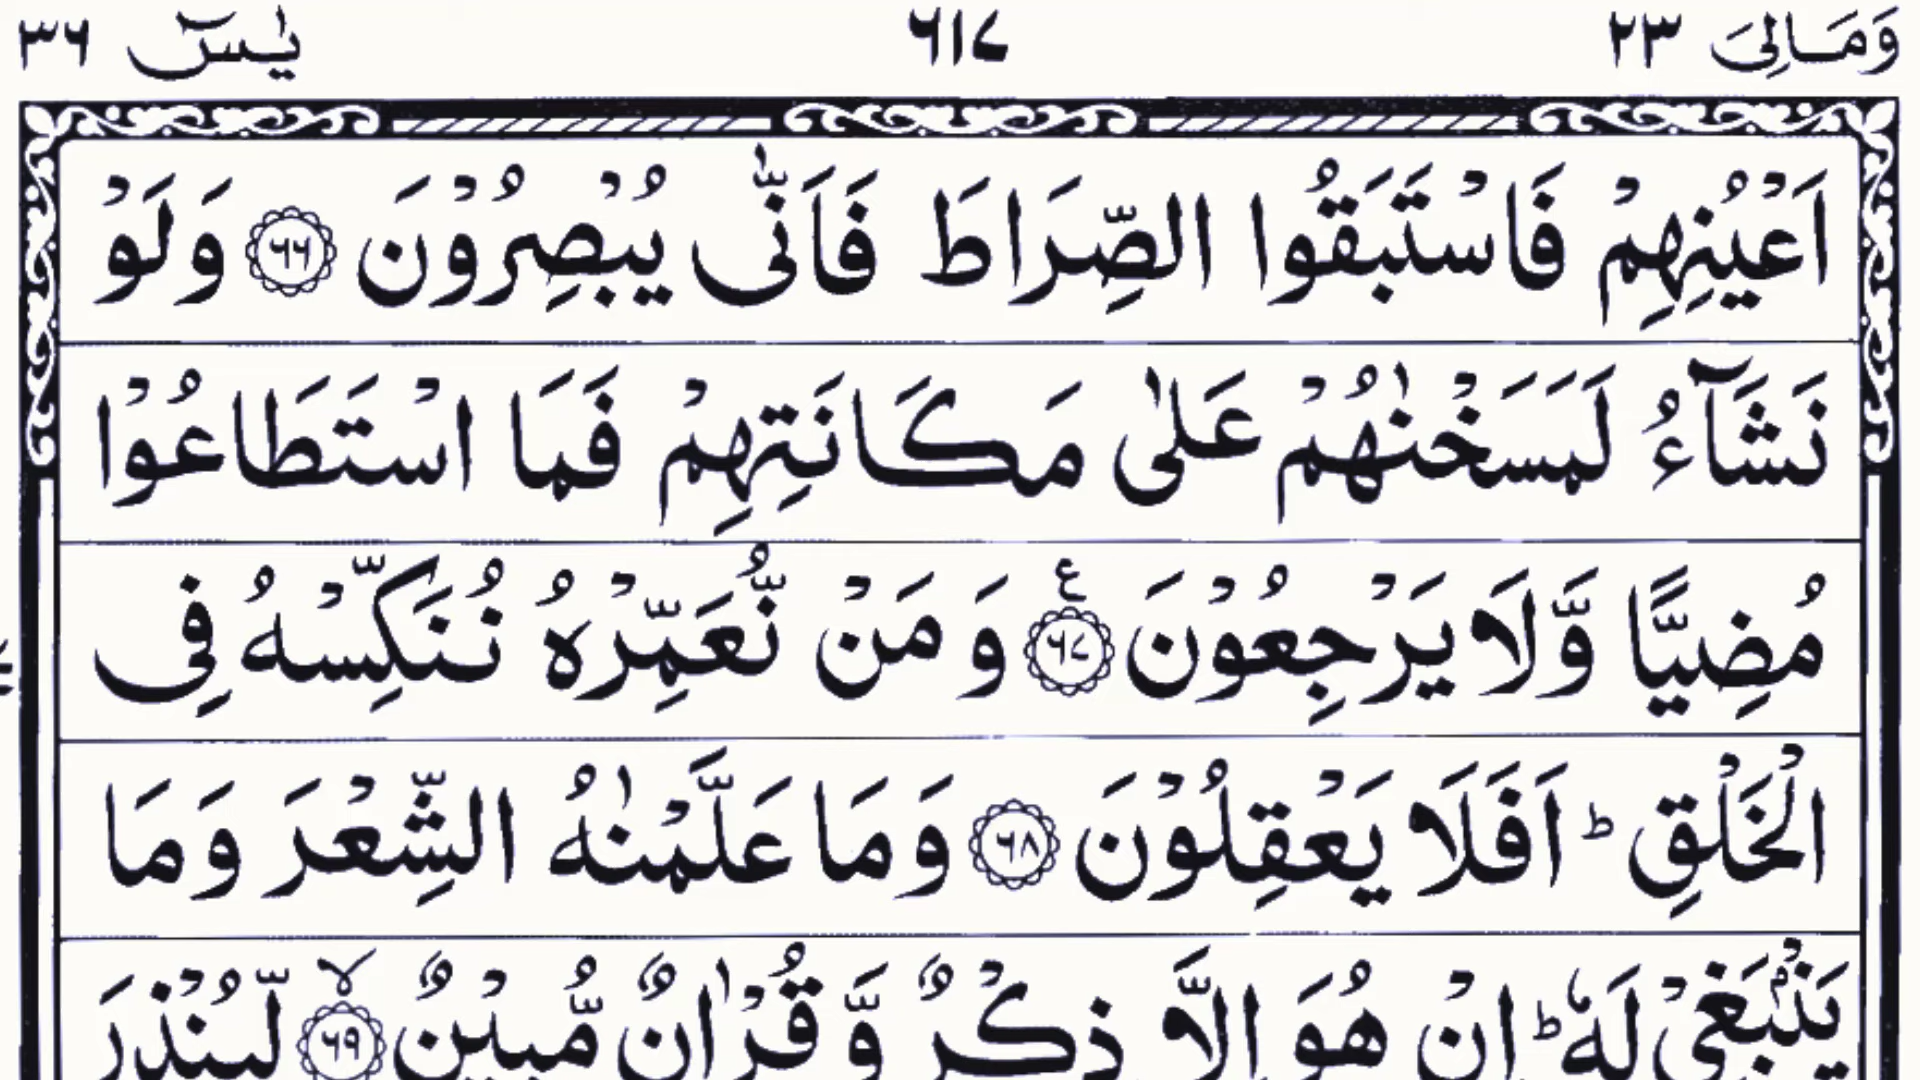 وَمَالِیَ ٢٣ ٦١٧ يٰسٓ ٣٦
اَعْيُنِهِمْ فَاسْتَبَقُوا الصِّرَاطَ فَاَنّٰى يُبْصِرُوْنَ ٦٦ وَلَوْ
نَشَآءُ لَمَسَخْنٰهُمْ عَلٰى مَكَانَتِهِمْ فَمَا اسْتَطَاعُوْا
مُضِيًّا وَّلَا يَرْجِعُوْنَ ٦٧ ع وَمَنْ نُّعَمِّرْهُ نُنَكِّسْهُ فِى
الْخَلْقِ ؕ اَفَلَا يَعْقِلُوْنَ ٦٨ وَمَا عَلَّمْنٰهُ الشِّعْرَ وَمَا
يَنْۢبَغِىْ لَهٗ ؕ اِنْ هُوَ اِلَّا ذِكْرٌ وَّ قُرْاٰنٌ مُّبِيْنٌ ٦٩ ۙ لِّيُنْذِرَ